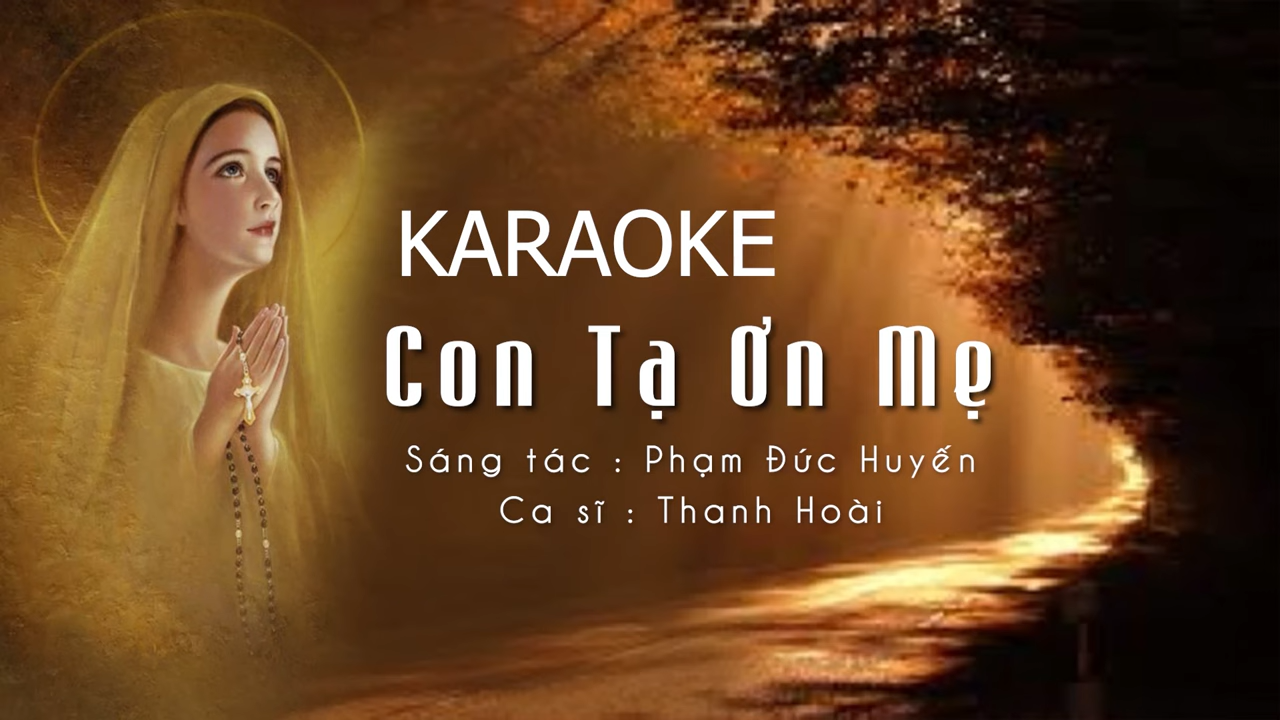 KARAOKE
Con Tạ Ơn Mẹ
Sáng tác : Phạm Đức Huyến
Ca sĩ : Thanh Hoài